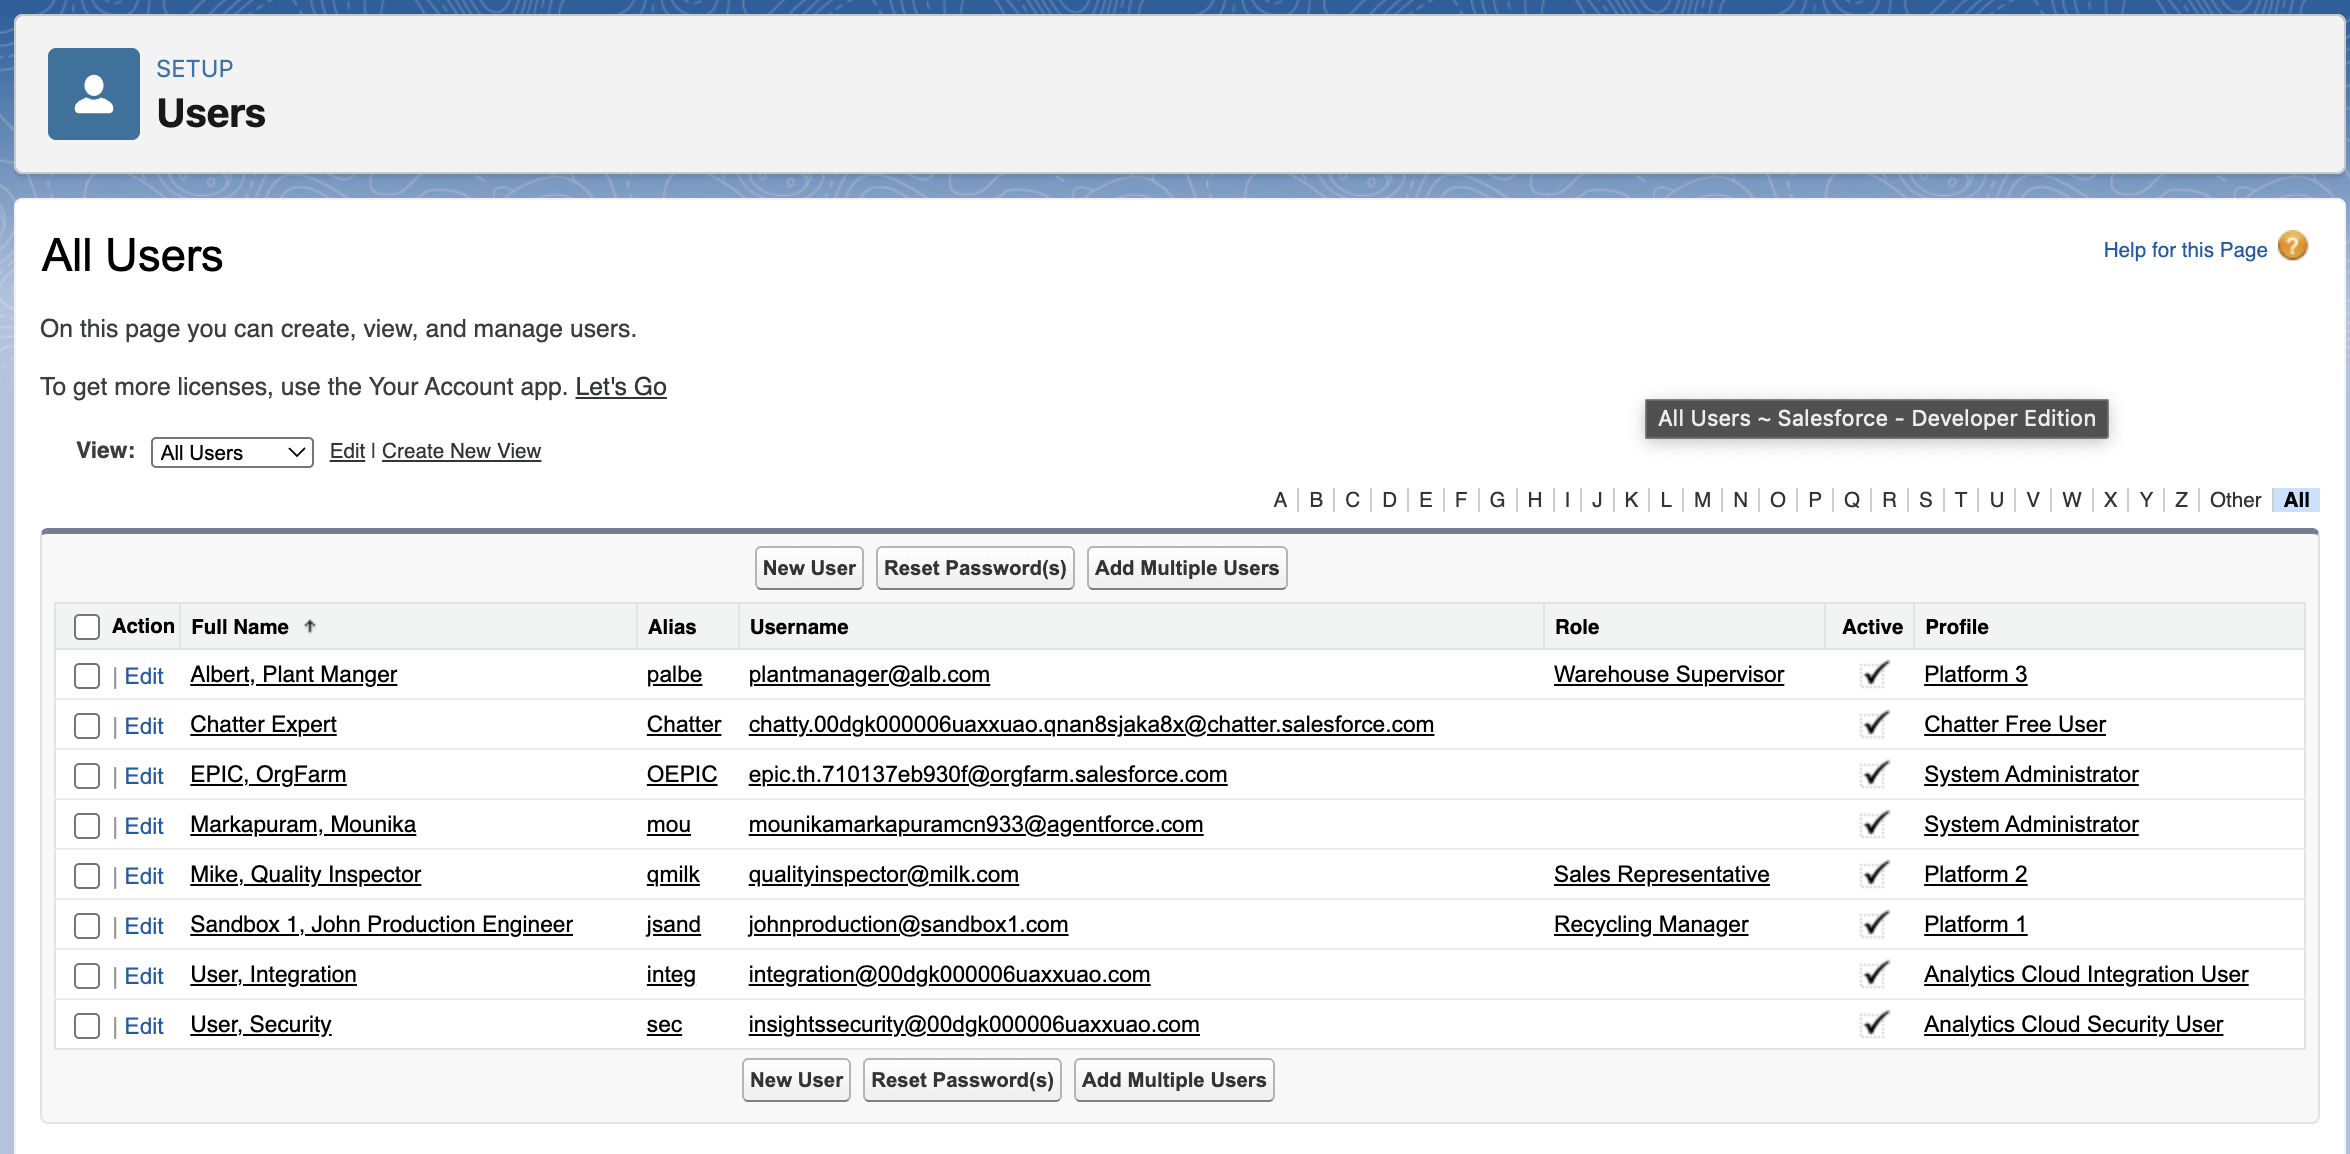 SETUP
Users
All Users
Help for this Page ?
On this page you can create, view, and manage users.
To get more licenses, use the Your Account app. Let's Go
All Users ~ Salesforce - Developer Edition
View: All Users Edit | Create New View
A | B | C | D | E | F | G | H | I | J | K | L | M | N | O | P | Q | R | S | T | U | V | W | X | Y | Z | Other | All
New User Reset Password(s) Add Multiple Users
Action Full Name ↑ Alias Username Role Active Profile
| Edit Albert, Plant Manger palbe plantmanager@alb.com Warehouse Supervisor Platform 3
| Edit Chatter Expert Chatter chatty.00dgk000006uaxxuao.qnan8sjaka8x@chatter.salesforce.com Chatter Free User
| Edit EPIC, OrgFarm OEPIC epic.th.710137eb930f@orgfarm.salesforce.com System Administrator
| Edit Markapuram, Mounika mou mounikamarkapuramcn933@agentforce.com System Administrator
| Edit Mike, Quality Inspector qmilk qualityinspector@milk.com Sales Representative Platform 2
| Edit Sandbox 1, John Production Engineer jsand johnproduction@sandbox1.com Recycling Manager Platform 1
| Edit User, Integration integ integration@00dgk000006uaxxuao.com Analytics Cloud Integration User
| Edit User, Security sec insightssecurity@00dgk000006uaxxuao.com Analytics Cloud Security User
New User Reset Password(s) Add Multiple Users